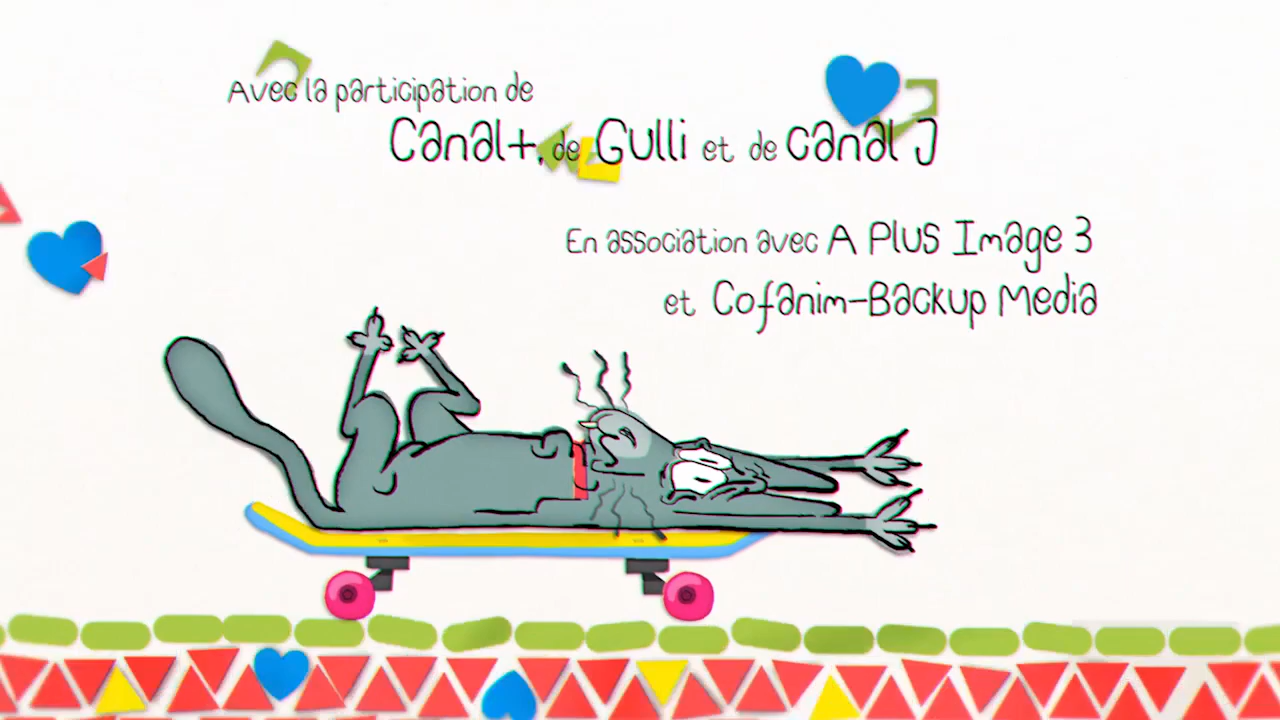 Avec la participation de
Canal+, de Gulli et de canal J
En association avec A Plus Image 3
et Cofanim-Backup Media